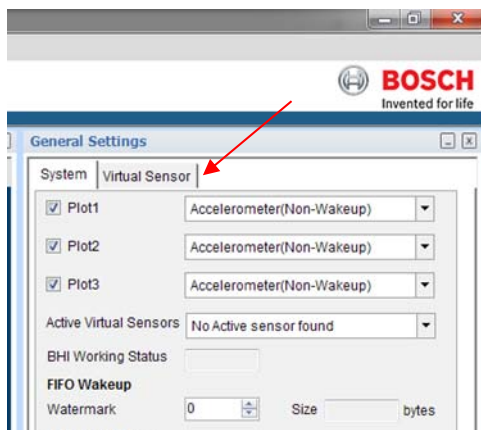 BOSCH
Invented for life
General Settings
System Virtual Sensor
Plot1 Accelerometer(Non-Wakeup)
Plot2 Accelerometer(Non-Wakeup)
Plot3 Accelerometer(Non-Wakeup)
Active Virtual Sensors No Active sensor found
BHI Working Status
FIFO Wakeup
Watermark 0 Size bytes